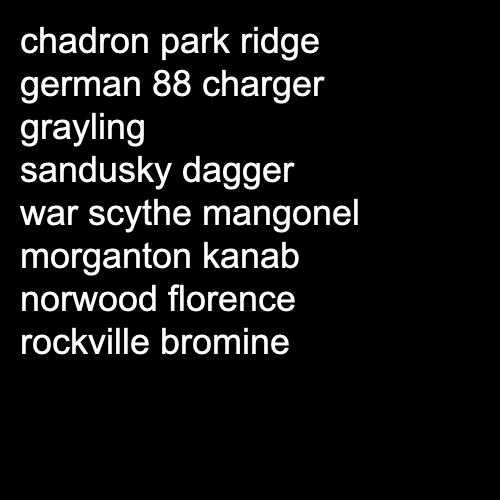 chadron park ridge
german 88 charger
grayling
sandusky dagger
war scythe mangonel
morganton kanab
norwood florence
rockville bromine